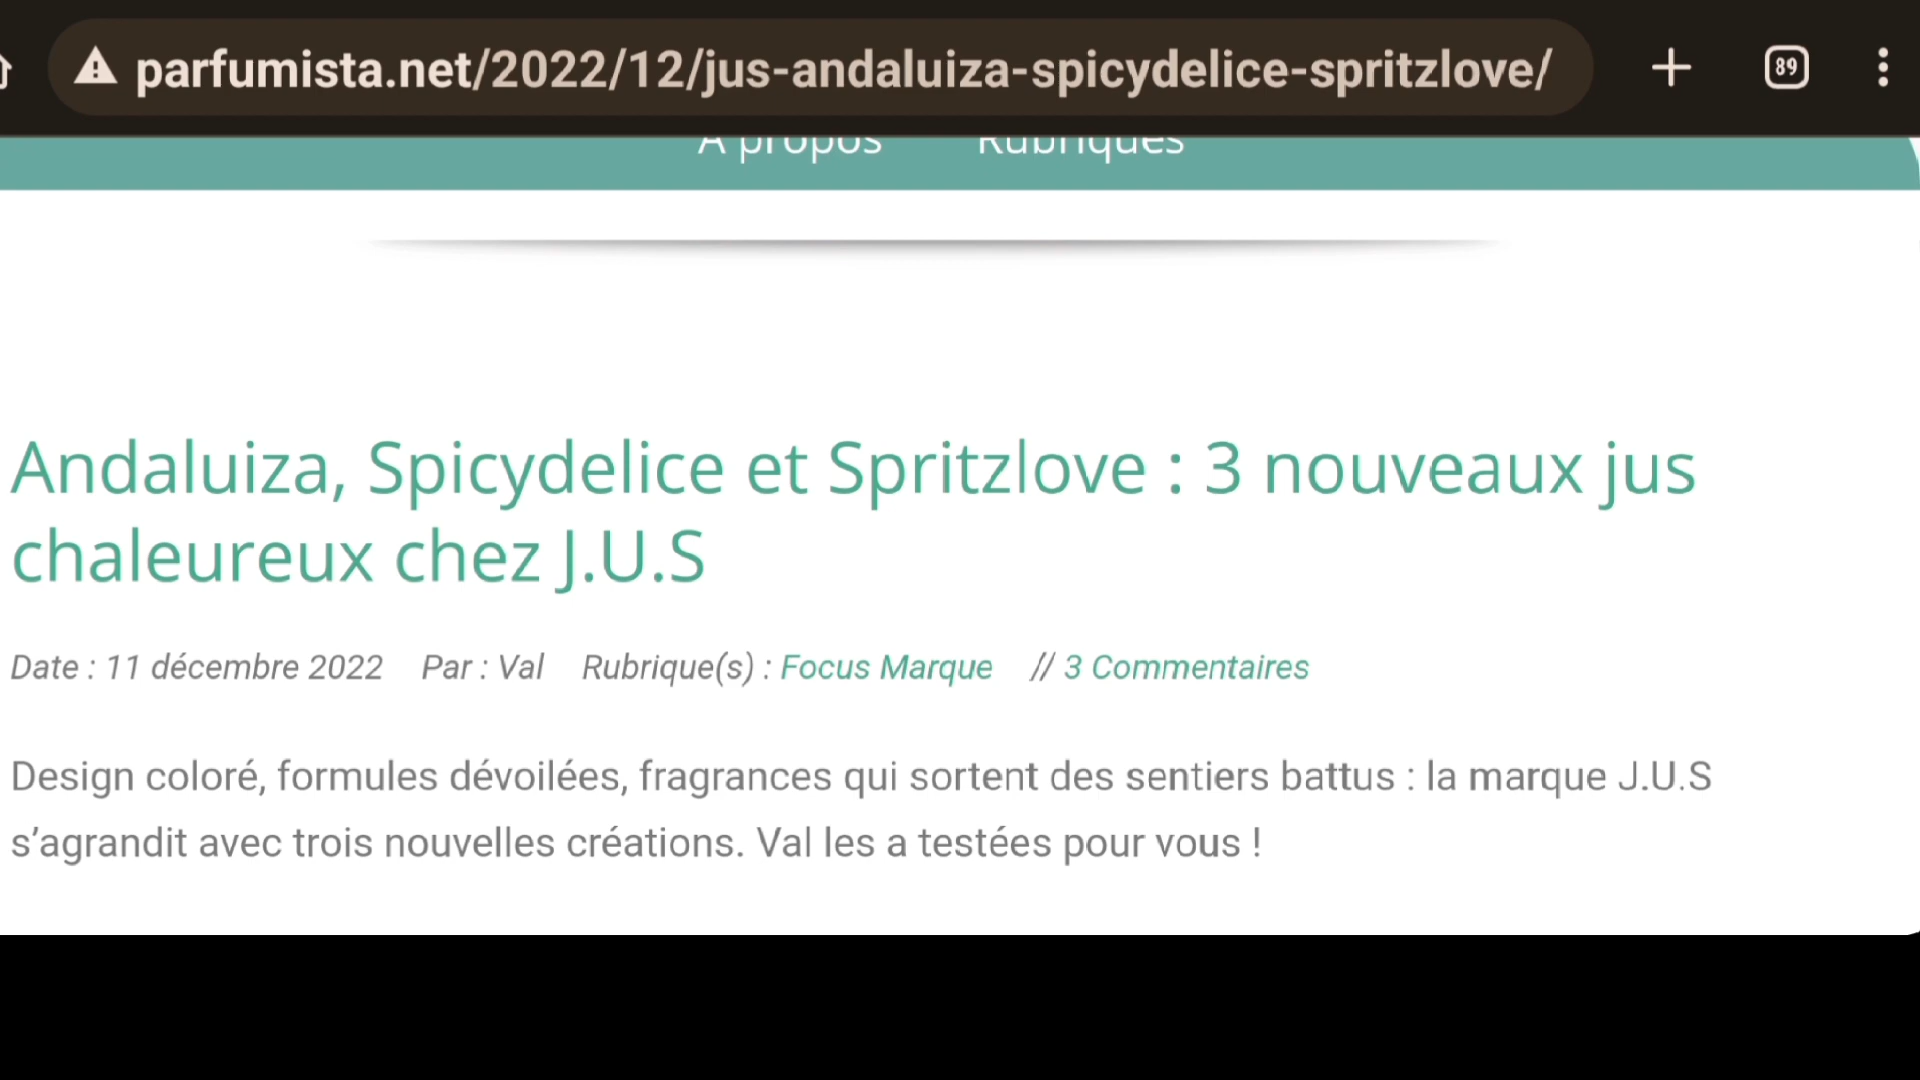 parfumista.net/2022/12/jus-andaluiza-spicydelice-spritzlove/
89
A propos Rubriques
Andaluiza, Spicydelice et Spritzlove : 3 nouveaux jus
chaleureux chez J.U.S
Date : 11 décembre 2022 Par : Val Rubrique(s) : Focus Marque // 3 Commentaires
Design coloré, formules dévoilées, fragrances qui sortent des sentiers battus : la marque J.U.S
s’agrandit avec trois nouvelles créations. Val les a testées pour vous !